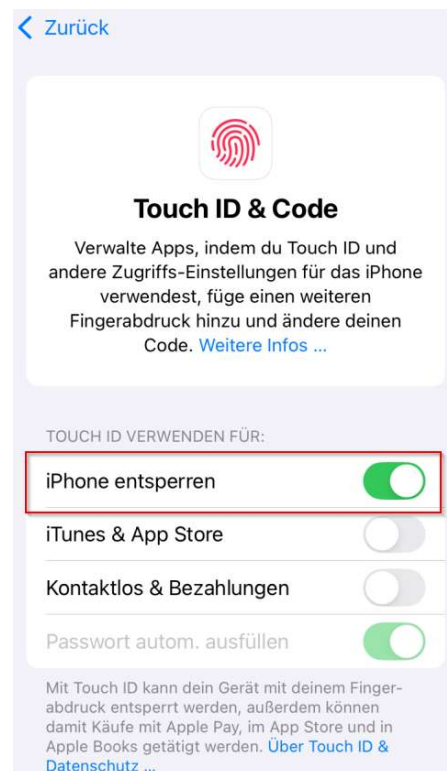 Zurück
Touch ID & Code
Verwalte Apps, indem du Touch ID und
andere Zugriffs-Einstellungen für das iPhone
verwendest, füge einen weiteren
Fingerabdruck hinzu und ändere deinen
Code. Weitere Infos ...
TOUCH ID VERWENDEN FÜR:
iPhone entsperren
iTunes & App Store
Kontaktlos & Bezahlungen
Passwort autom. ausfüllen
Mit Touch ID kann dein Gerät mit deinem Finger-
abdruck entsperrt werden, außerdem können
damit Käufe mit Apple Pay, im App Store und in
Apple Books getätigt werden. Über Touch ID &
Datenschutz ...